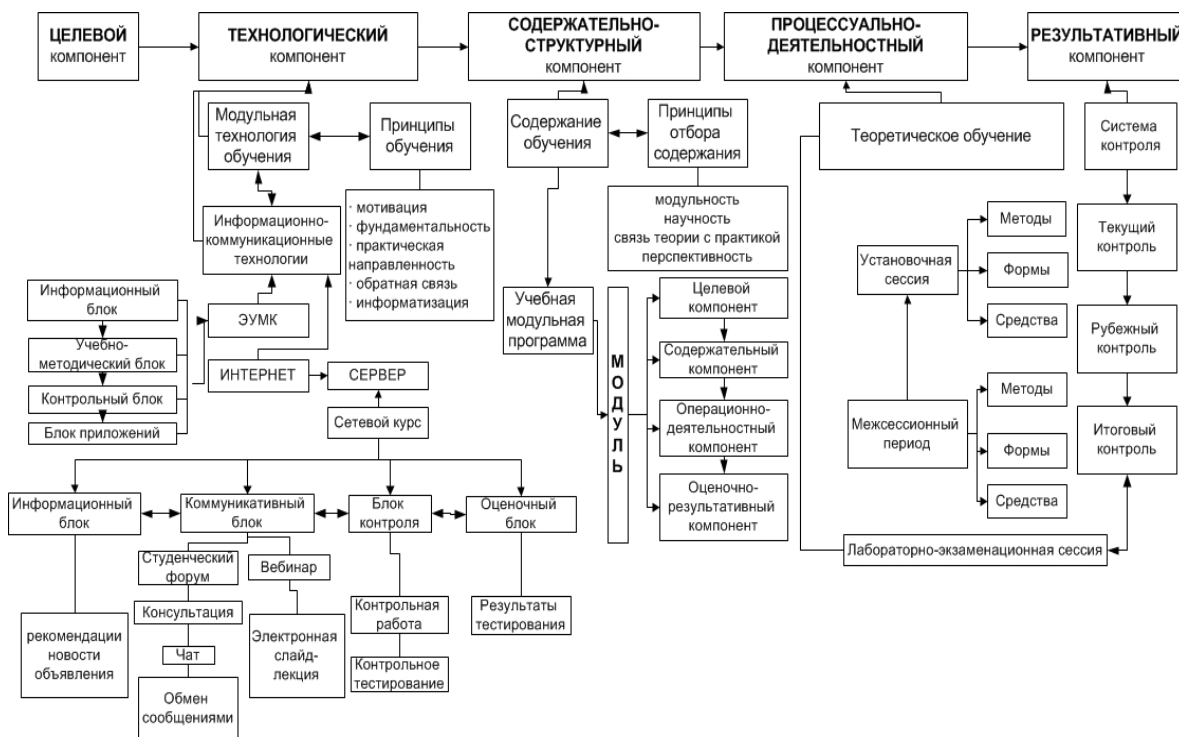 ЦЕЛЕВОЙ
компонент
ТЕХНОЛОГИЧЕСКИЙ
компонент
СОДЕРЖАТЕЛЬНО-
СТРУКТУРНЫЙ
компонент
ПРОЦЕССУАЛЬНО-
ДЕЯТЕЛЬНОСТНЫЙ
компонент
РЕЗУЛЬТАТИВНЫЙ
компонент
Модульная
технология
обучения
Принципы
обучения
Информационно-
коммуникационные
технологии
· мотивация
· фундаментальность
· практическая
направленность
· обратная связь
· информатизация
Информационный
блок
Учебно-
методический блок
Контрольный блок
Блок приложений
ЭУМК
ИНТЕРНЕТ
СЕРВЕР
Сетевой курс
Информационный
блок
Коммуникативный
блок
Блок
контроля
Оценочный
блок
Студенческий
форум
Вебинар
Консультация
Чат
Обмен
сообщениями
рекомендации
новости
объявления
Электронная
слайд-
лекция
Контрольная
работа
Контрольное
тестирование
Результаты
тестирования
Содержание
обучения
Принципы
отбора
содержания
модульность
научность
связь теории с практикой
перспективность
Учебная
модульная
программа
МОДУЛЬ
Целевой
компонент
Содержательный
компонент
Операционно-
деятельностный
компонент
Оценочно-
результативный
компонент
Теоретическое обучение
Установочная
сессия
Методы
Формы
Средства
Межсессионный
период
Методы
Формы
Средства
Лабораторно-экзаменационная сессия
Система
контроля
Текущий
контроль
Рубежный
контроль
Итоговый
контроль